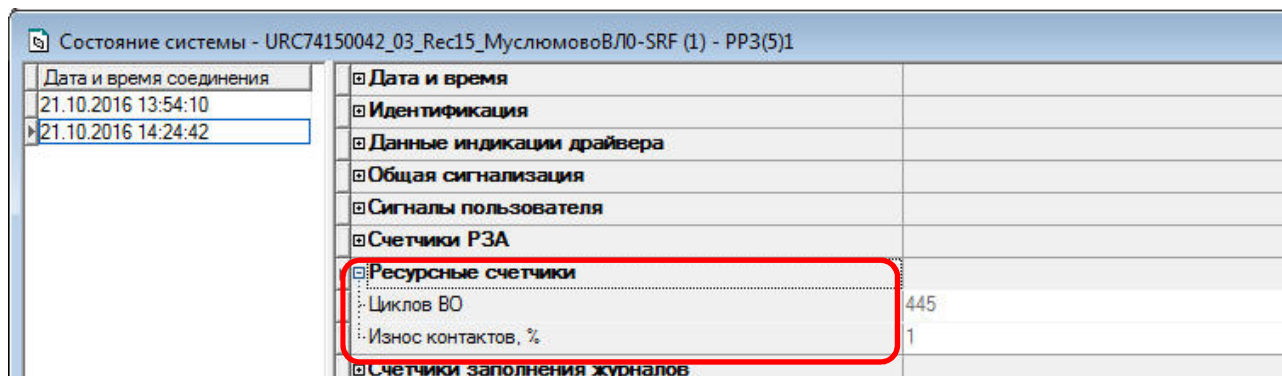 Состояние системы - URC74150042_03_Rec15_МуслюмовоВЛ0-SRF (1) - PP3(5)1
Дата и время соединения
21.10.2016 13:54:10
21.10.2016 14:24:42
Дата и время
Идентификация
Данные индикации драйвера
Общая сигнализация
Сигналы пользователя
Счетчики РЗА
Ресурсные счетчики
Циклов ВО 445
Износ контактов, % 1
Счетчики заполнения журналов